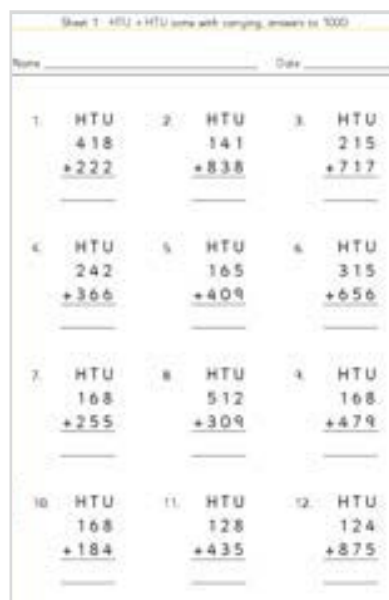 Sheet 1 HTU + HTU sums with carrying, answers to 1000
Name Date
1. HTU 2. HTU 3. HTU
418 141 215
+222 +838 +717
4. HTU 5. HTU 6. HTU
242 165 315
+366 +409 +656
7. HTU 8. HTU 9. HTU
168 512 168
+255 +309 +479
10. HTU 11. HTU 12. HTU
168 128 124
+184 +435 +875